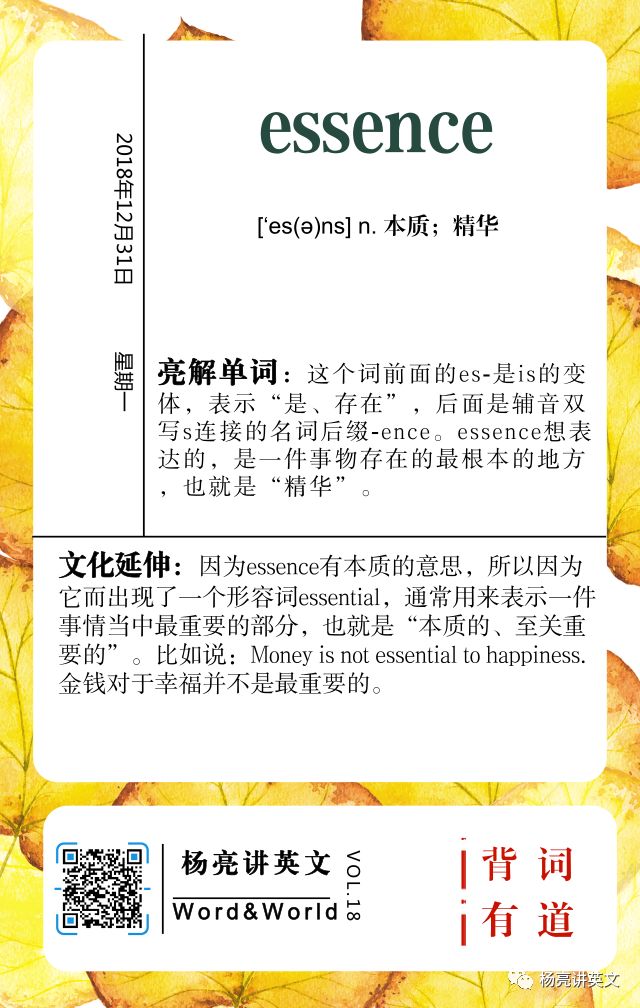 essence
['es(ə)ns] n. 本质；精华
2018年12月31日
星期一
亮解单词：这个词前面的es-是is的变
体，表示“是、存在”，后面是辅音双
写s连接的名词后缀-ence。essence想表
达的，是一件事物存在的最根本的地方
，也就是“精华”。
文化延伸：因为essence有本质的意思，所以因为
它而出现了一个形容词essential，通常用来表示一件
事情当中最重要的部分，也就是“本质的、至关重
要的”。比如说：Money is not essential to happiness.
金钱对于幸福并不是最重要的。
杨亮讲英文
Word&World
VOL.18
背词
有道
杨亮讲英文